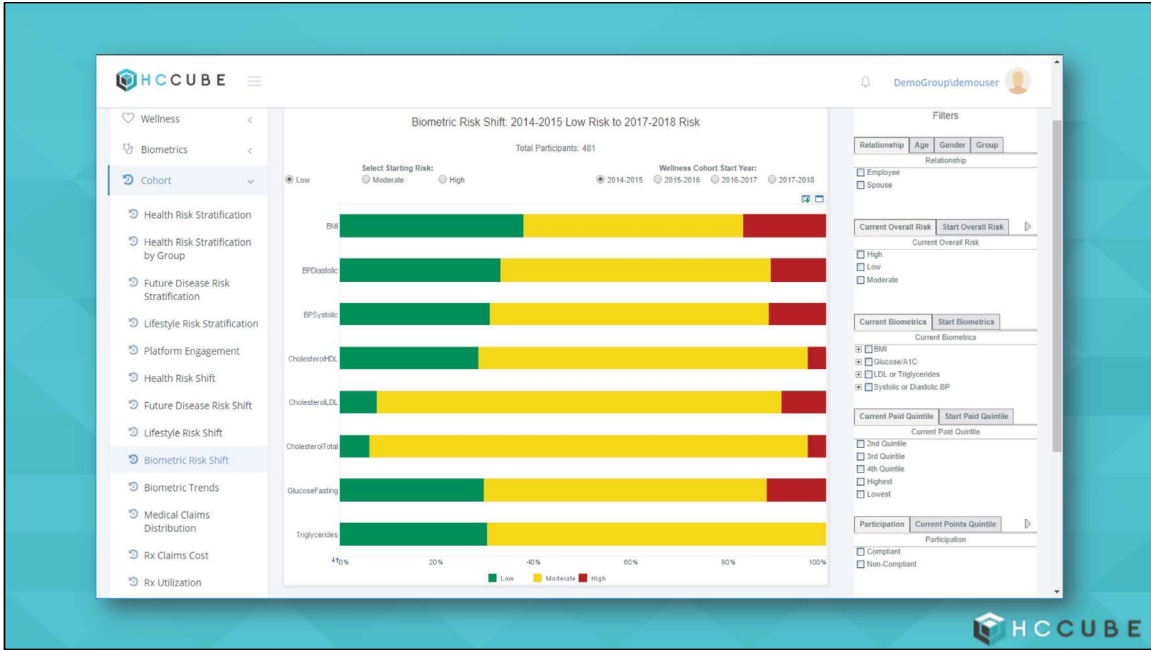 HCCUBE
DemoGroup\demouser
Wellness
Biometrics
Cohort
Health Risk Stratification
Health Risk Stratification
by Group
Future Disease Risk
Stratification
Lifestyle Risk Stratification
Platform Engagement
Health Risk Shift
Future Disease Risk Shift
Lifestyle Risk Shift
Biometric Risk Shift
Biometric Trends
Medical Claims
Distribution
Rx Claims Cost
Rx Utilization
Biometric Risk Shift: 2014-2015 Low Risk to 2017-2018 Risk
Total Participants: 481
Select Starting Risk:
Low Moderate High
Wellness Cohort Start Year:
2014-2015 2015-2016 2016-2017 2017-2018
BMI
BPDiastolic
BPSystolic
CholesterolHDL
CholesterolLDL
CholesterolTotal
GlucoseFasting
Triglycerides
0% 20% 40% 60% 80% 100%
Low Moderate High
Filters
Relationship Age Gender Group
Relationship
Employee
Spouse
Current Overall Risk Start Overall Risk
Current Overall Risk
High
Low
Moderate
Current Biometrics Start Biometrics
Current Biometrics
BMI
Glucose/A1C
LDL or Triglycerides
Systolic or Diastolic BP
Current Paid Quintile Start Paid Quintile
Current Paid Quintile
2nd Quintile
3rd Quintile
4th Quintile
Highest
Lowest
Participation Current Points Quintile
Participation
Compliant
Non-Compliant
HCCUBE